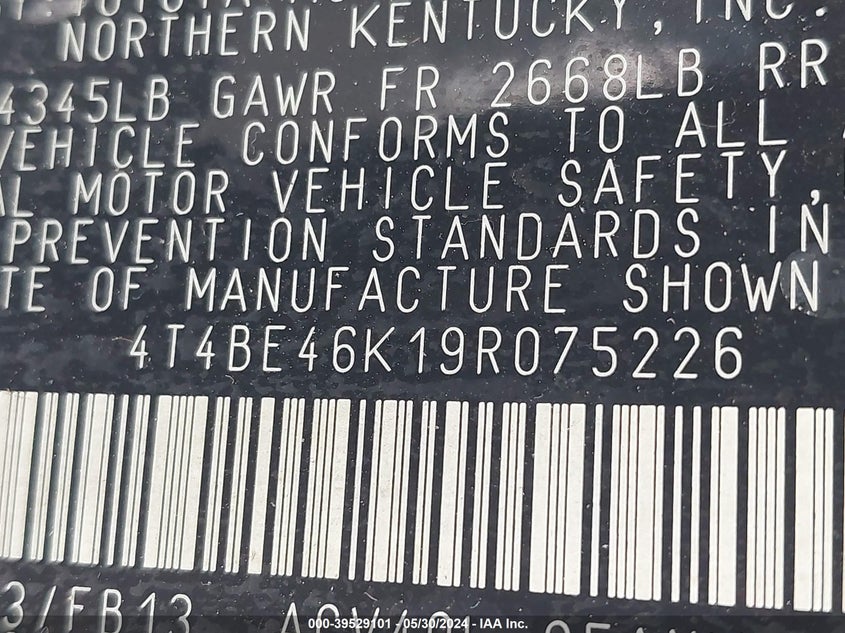 NORTHERN KENTUCKY, INC.
4345LB GAWR FR 2668LB RR
VEHICLE CONFORMS TO ALL
AL MOTOR VEHICLE SAFETY,
PREVENTION STANDARDS IN
TE OF MANUFACTURE SHOWN
4T4BE46K19R075226
3/FB13
000-39529101 - 05/30/2024 - IAA Inc.